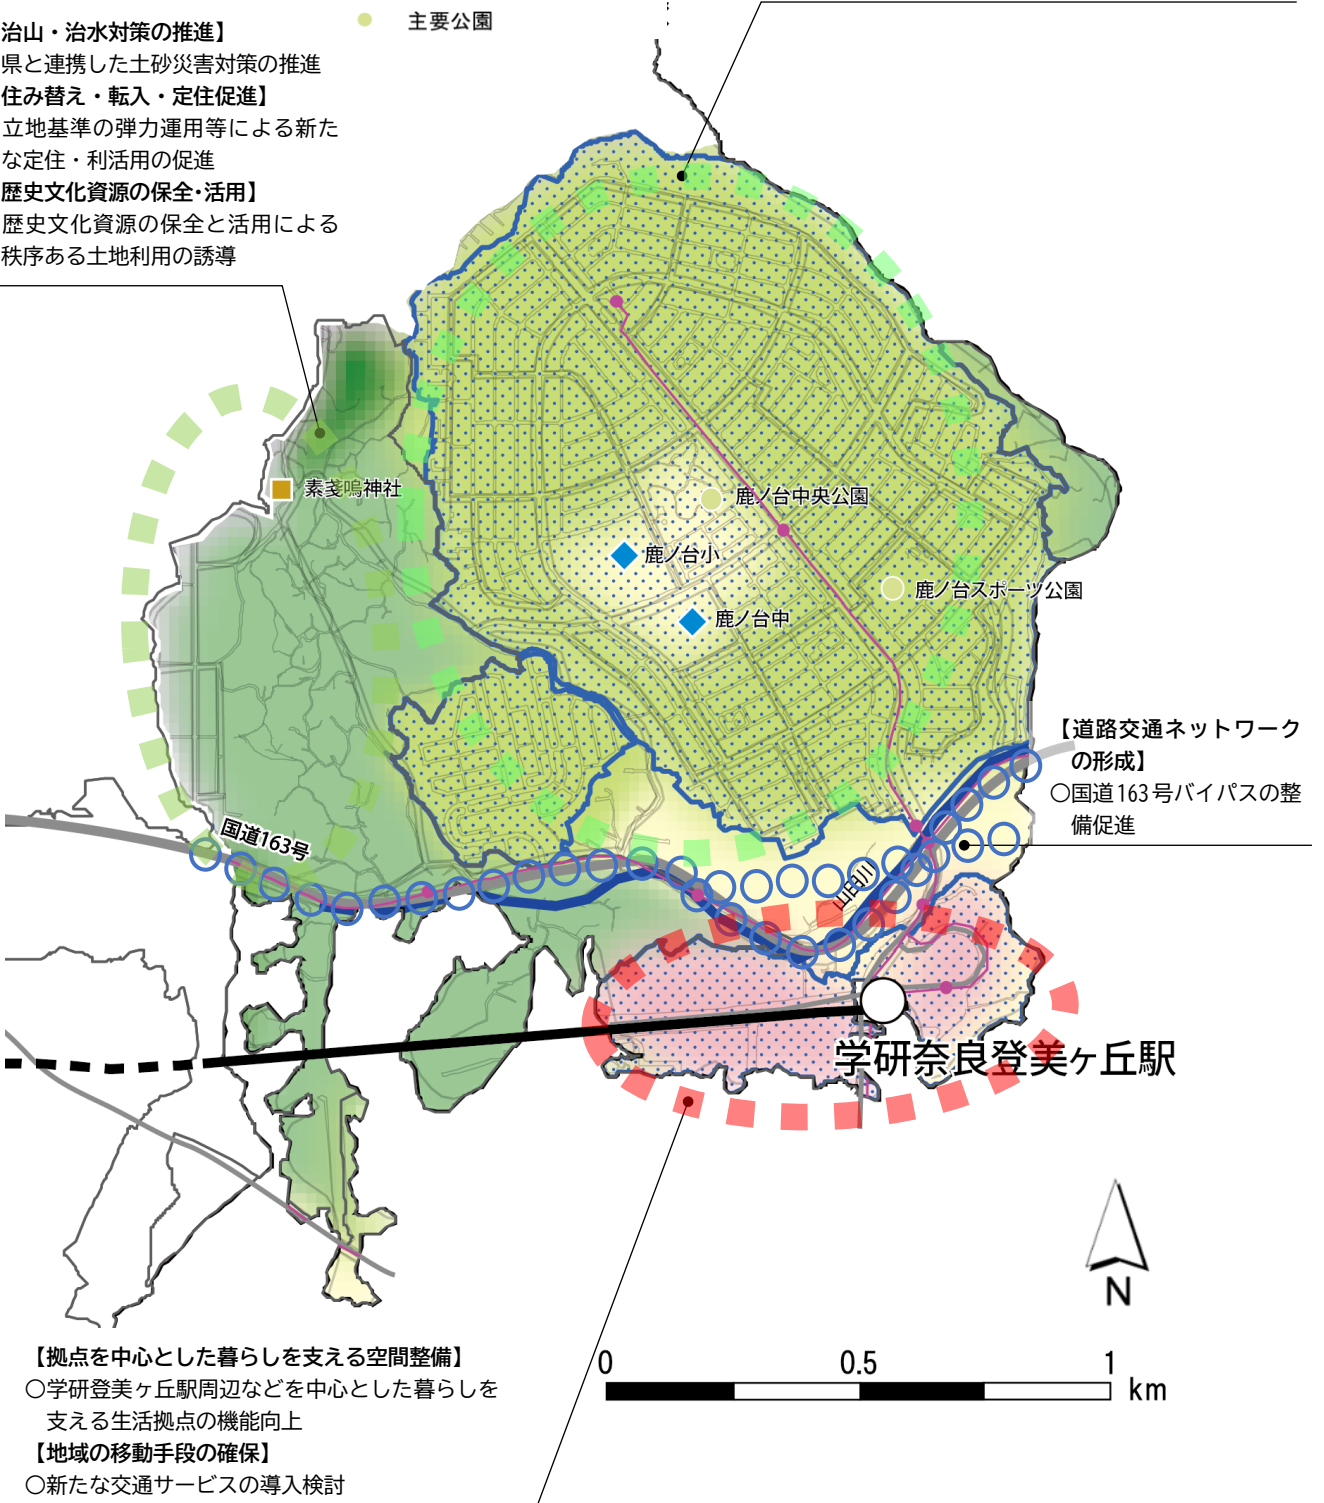 主要公園
治山・治水対策の推進】
県と連携した土砂災害対策の推進
住み替え・転入・定住促進】
立地基準の弾力運用等による新た
な定住・利活用の促進
歴史文化資源の保全･活用】
歴史文化資源の保全と活用による
秩序ある土地利用の誘導
素戔嗚神社
鹿ノ台中央公園
鹿ノ台小
鹿ノ台スポーツ公園
鹿ノ台中
【道路交通ネットワーク
の形成】
○国道163号バイパスの整
備促進
国道163号
山田川
学研奈良登美ヶ丘駅
N
【拠点を中心とした暮らしを支える空間整備】
○学研登美ヶ丘駅周辺などを中心とした暮らしを
支える生活拠点の機能向上
【地域の移動手段の確保】
○新たな交通サービスの導入検討
0 0.5 1
km